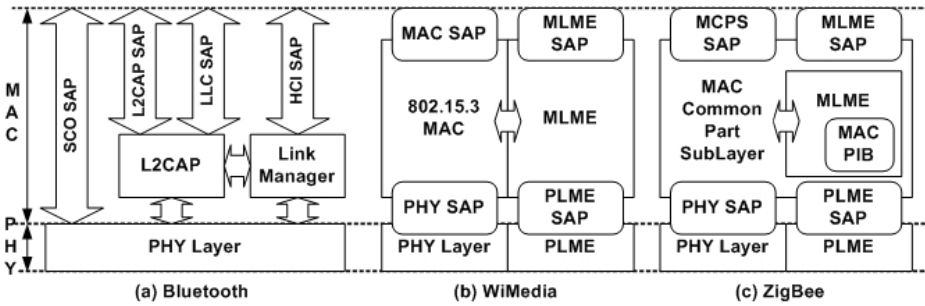 M
A
C
P
H
Y
SCO SAP
L2CAP SAP
LLC SAP
HCI SAP
L2CAP
Link
Manager
PHY Layer
(a) Bluetooth
MAC SAP
MLME
SAP
802.15.3
MAC
MLME
PHY SAP
PLME
SAP
PHY Layer
PLME
(b) WiMedia
MCPS
SAP
MLME
SAP
MAC
Common
Part
SubLayer
MLME
MAC
PIB
PHY SAP
PLME
SAP
PHY Layer
PLME
(c) ZigBee